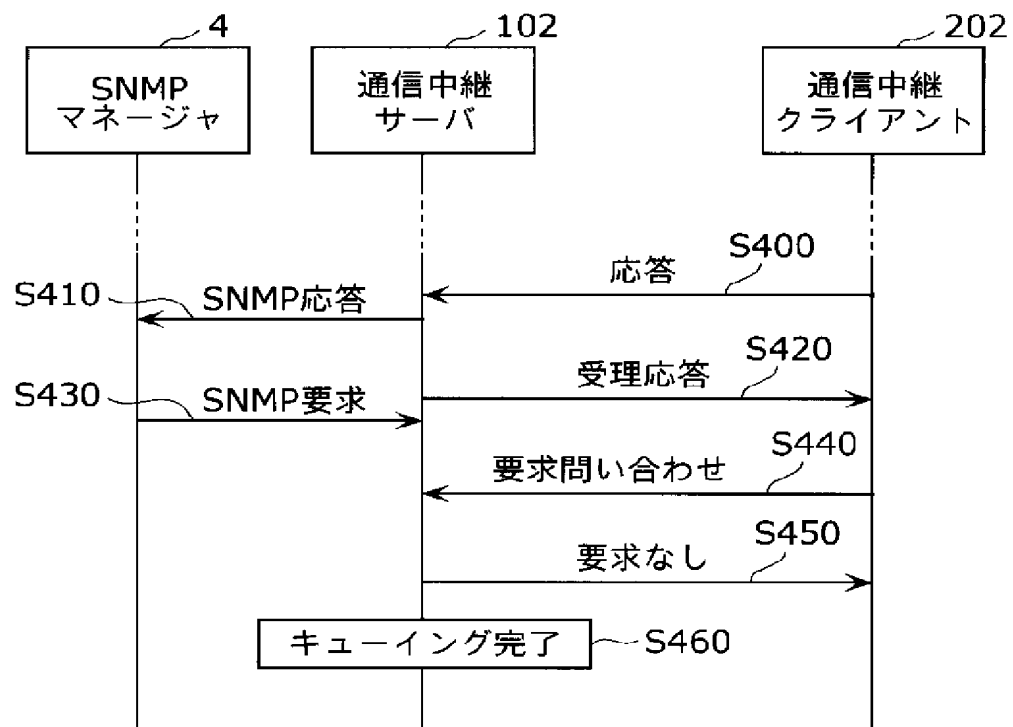 4
102
202
SNMP
マネージャ
通信中継
サーバ
通信中継
クライアント
S400
応答
S410
SNMP応答
S420
受理応答
S430
SNMP要求
S440
要求問い合わせ
S450
要求なし
キューイング完了
S460